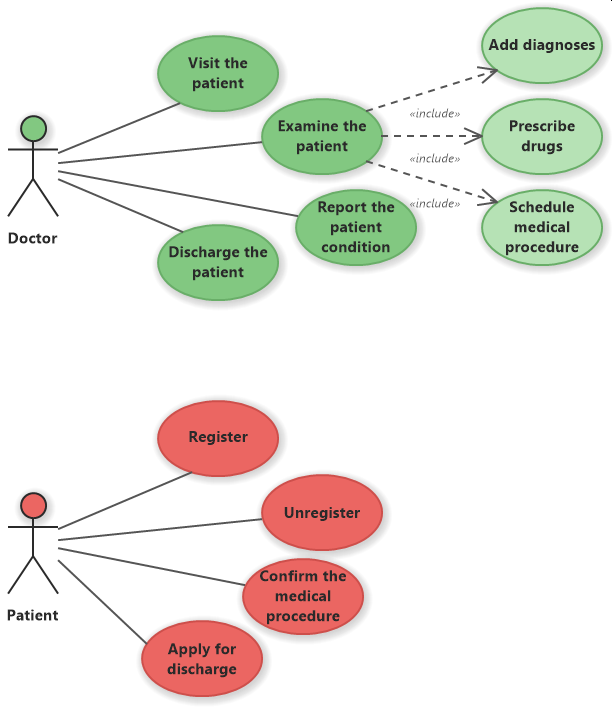 Add diagnoses
Visit the
patient
«include»
Examine the
patient
Prescribe
drugs
«include»
Doctor
Report the
patient
condition
«include»
Schedule
medical
procedure
Discharge the
patient
Register
Unregister
Patient
Confirm the
medical
procedure
Apply for
discharge